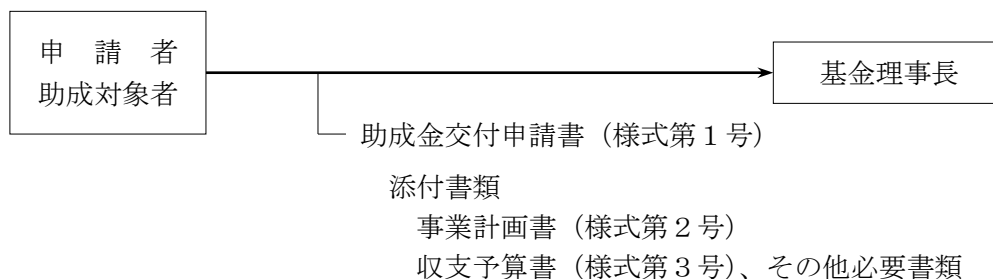 申　請　者
助成対象者
基金理事長
助成金交付申請書（様式第１号）
添付書類
事業計画書（様式第２号）
収支予算書（様式第３号）、その他必要書類